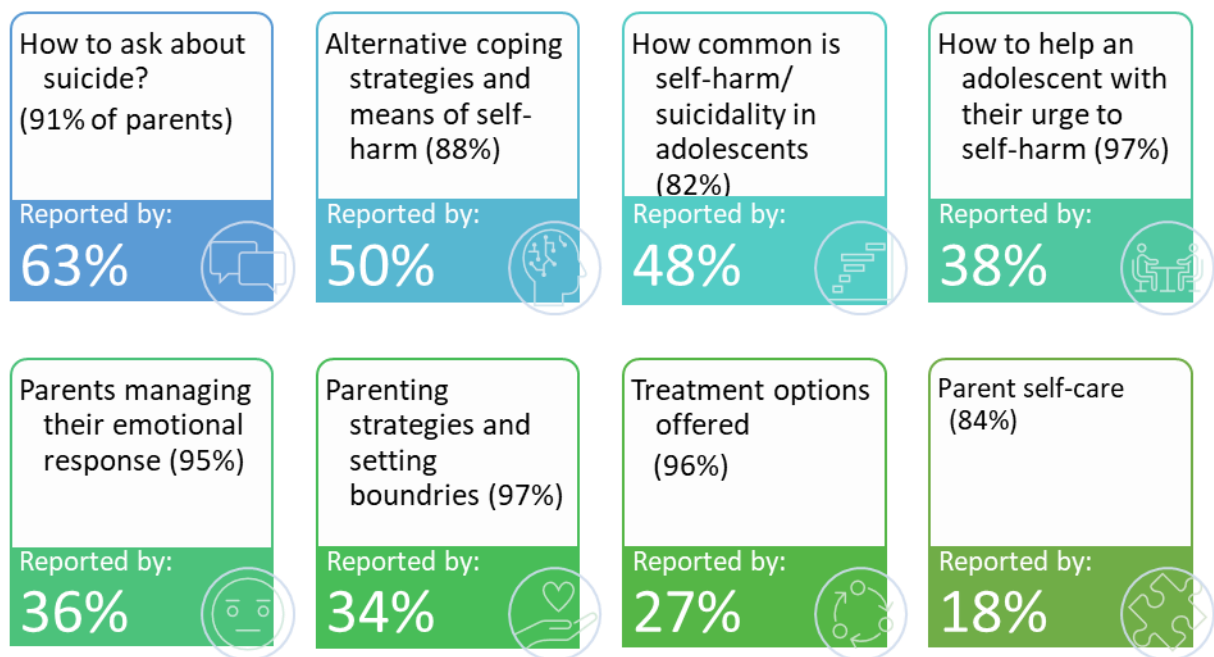 How to ask about
suicide?
(91% of parents)
Reported by:
63%
Alternative coping
strategies and
means of self-
harm (88%)
Reported by:
50%
How common is
self-harm/
suicidality in
adolescents
(82%)
Reported by:
48%
How to help an
adolescent with
their urge to
self-harm (97%)
Reported by:
38%
Parents managing
their emotional
response (95%)
Reported by:
36%
Parenting
strategies and
setting
boundries (97%)
Reported by:
34%
Treatment options
offered
(96%)
Reported by:
27%
Parent self-care
(84%)
Reported by:
18%